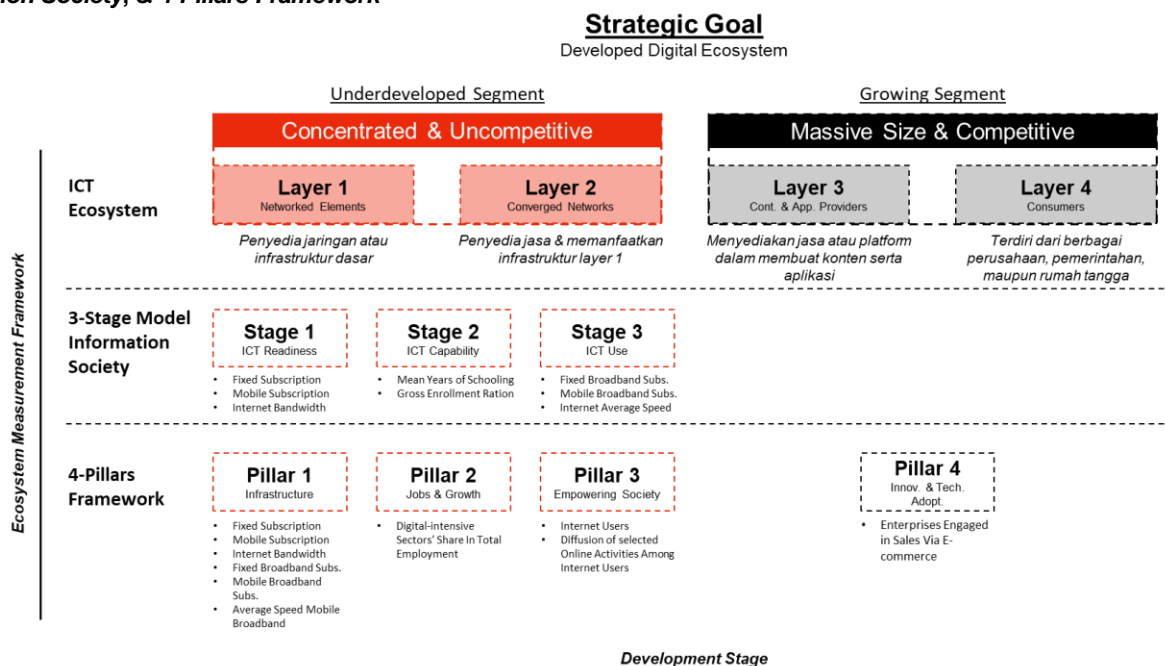 ion Society, & 4 Pillars Framework
Strategic Goal
Developed Digital Ecosystem
Underdeveloped Segment
Growing Segment
Concentrated & Uncompetitive
Massive Size & Competitive
Ecosystem Measurement Framework
ICT
Ecosystem
Layer 1
Networked Elements
Penyedia jaringan atau
infrastruktur dasar
Layer 2
Converged Networks
Penyedia jasa & memanfaatkan
infrastruktur layer 1
Layer 3
Cont. & App. Providers
Menyediakan jasa atau platform
dalam membuat konten serta
aplikasi
Layer 4
Consumers
Terdiri dari berbagai
perusahaan, pemerintahan,
maupun rumah tangga
3-Stage Model
Information
Society
Stage 1
ICT Readiness
• Fixed Subscription
• Mobile Subscription
• Internet Bandwidth
Stage 2
ICT Capability
• Mean Years of Schooling
• Gross Enrollment Ration
Stage 3
ICT Use
• Fixed Broadband Subs.
• Mobile Broadband Subs.
• Internet Average Speed
4-Pillars
Framework
Pillar 1
Infrastructure
• Fixed Subscription
• Mobile Subscription
• Internet Bandwidth
• Fixed Broadband Subs.
• Mobile Broadband
Subs.
• Average Speed Mobile
Broadband
Pillar 2
Jobs & Growth
• Digital-intensive
Sectors' Share In Total
Employment
Pillar 3
Empowering Society
• Internet Users
• Diffusion of selected
Online Activities Among
Internet Users
Pillar 4
Innov. & Tech.
Adopt.
• Enterprises Engaged
in Sales Via E-
commerce
Development Stage